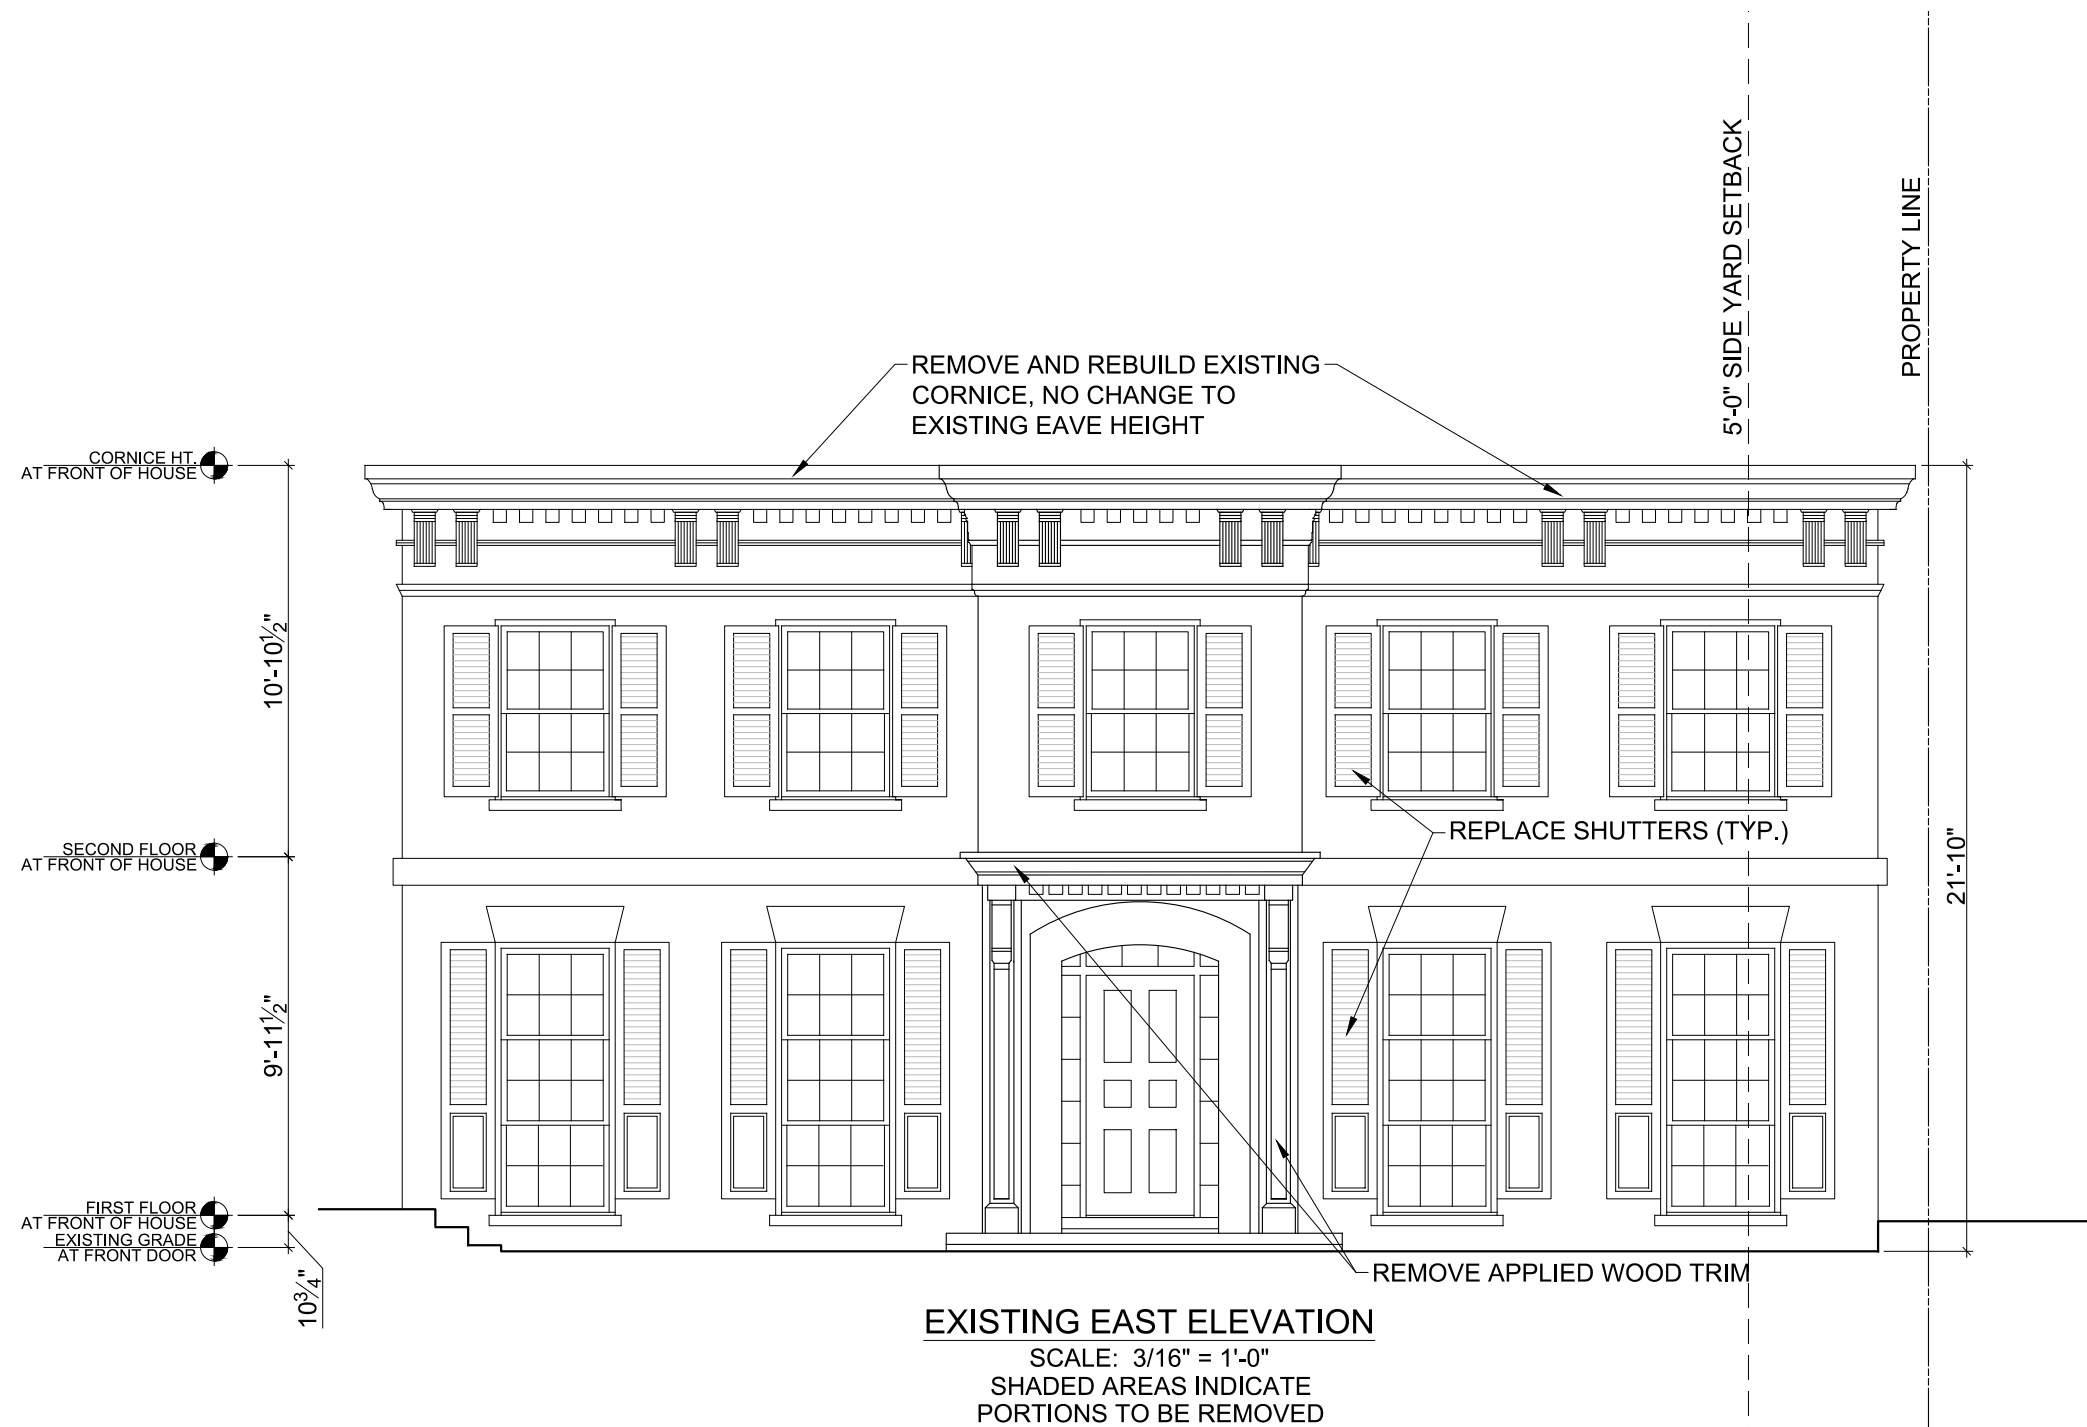 5'-0" SIDE YARD SETBACK
PROPERTY LINE
REMOVE AND REBUILD EXISTING
CORNICE, NO CHANGE TO
EXISTING EAVE HEIGHT
CORNICE HT.
AT FRONT OF HOUSE
10'-10½"
SECOND FLOOR
AT FRONT OF HOUSE
REPLACE SHUTTERS (TYP.)
21'-10"
9'-11½"
FIRST FLOOR
AT FRONT OF HOUSE
EXISTING GRADE
AT FRONT DOOR
10¾"
REMOVE APPLIED WOOD TRIM
EXISTING EAST ELEVATION
SCALE: 3/16" = 1'-0"
SHADED AREAS INDICATE
PORTIONS TO BE REMOVED